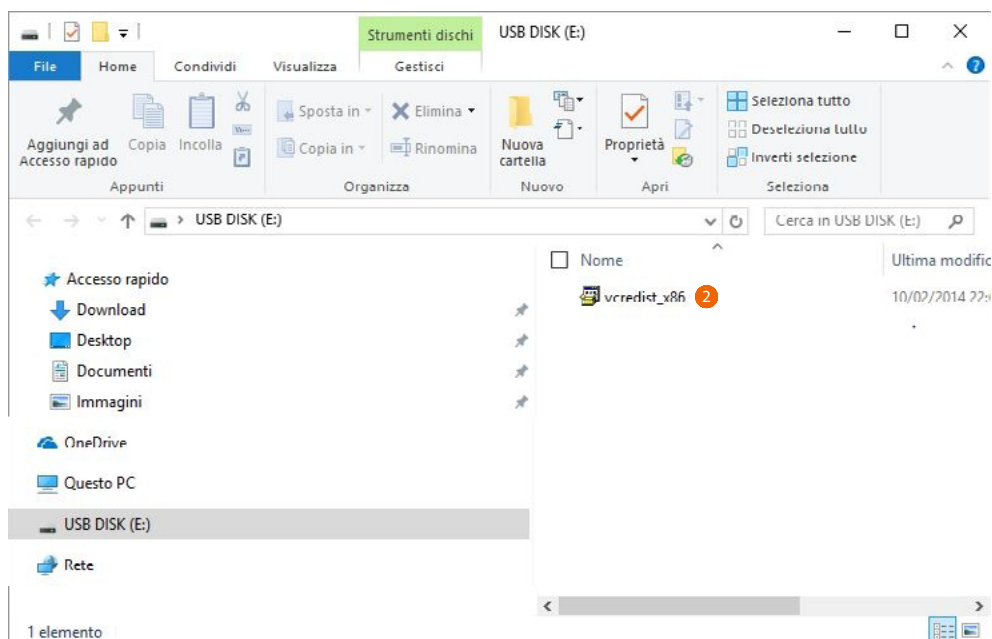 Strumenti dischi USB DISK (E:)
File Home Condividi Visualizza Gestisci
Aggiungi ad Accesso rapido
Copia
Incolla
Sposta in
Copia in
Elimina
Rinomina
Nuova cartella
Proprietà
Seleziona tutto
Deseleziona tutto
Inverti selezione
Appunti Organizza Nuovo Apri Seleziona
USB DISK (E:) Cerca in USB DISK (E:)
Nome Ultima modific
Accesso rapido
vcredist_x86 2 10/02/2014 22:
Download
Desktop
Documenti
Immagini
OneDrive
Questo PC
USB DISK (E:)
Rete
1 elemento